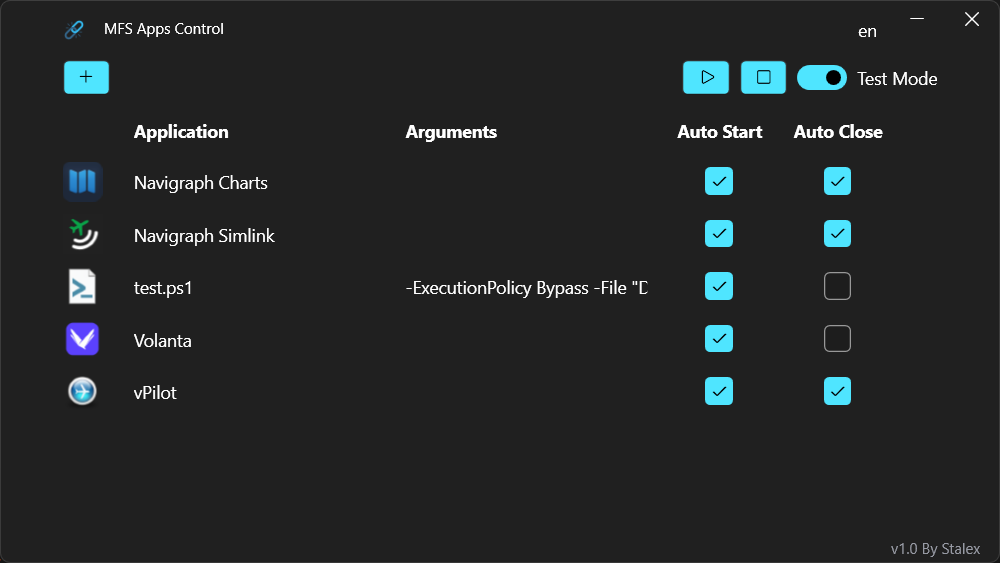 MFS Apps Control
en
Test Mode
Application Arguments Auto Start Auto Close
Navigraph Charts
Navigraph Simlink
test.ps1 -ExecutionPolicy Bypass -File "D
Volanta
vPilot
v1.0 By Stalex